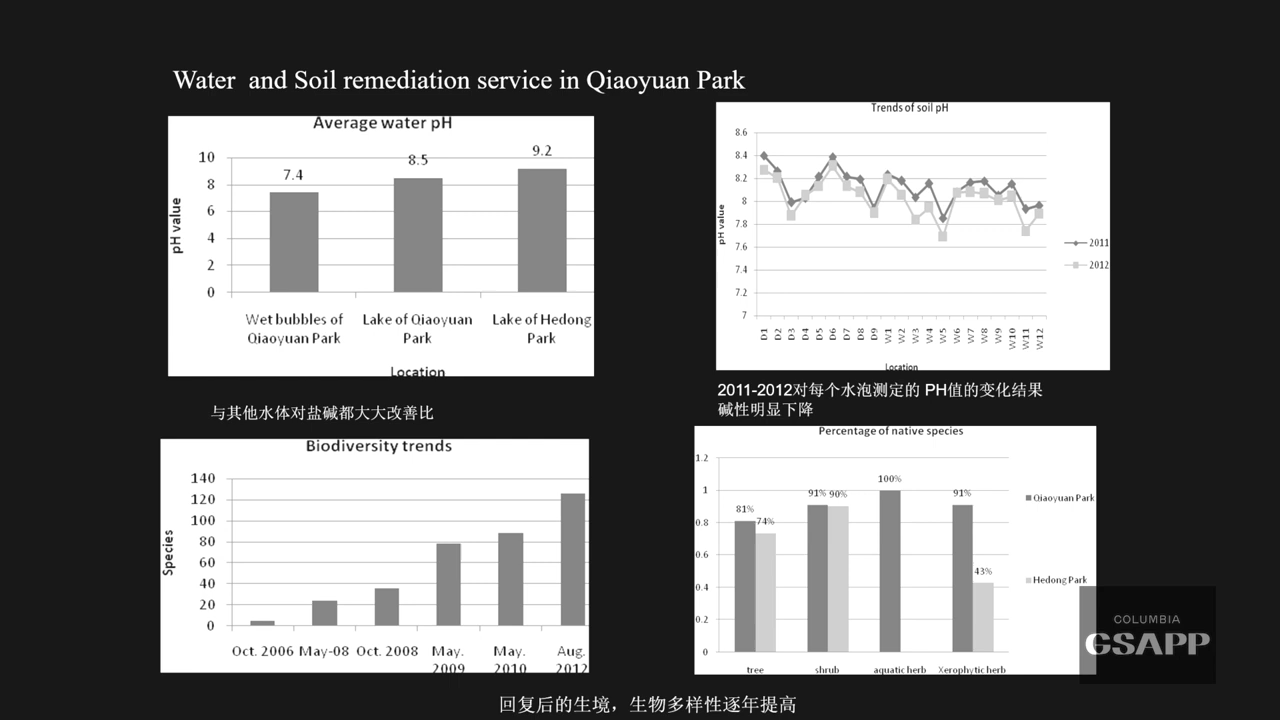 Water and Soil remediation service in Qiaoyuan Park
Average water pH
pH value
10
8
6
4
2
0
7.4
8.5
9.2
Wet bubbles of
Qiaoyuan Park
Lake of Qiaoyuan
Park
Lake of Hedong
Park
Location
与其他水体对盐碱都大大改善比
Trends of soil pH
pH value
8.6
8.4
8.2
8
7.8
7.6
7.4
7.2
7
D1
D2
D3
D4
D5
D6
D7
D8
D9
W1
W2
W3
W4
W5
W6
W7
W8
W9
W10
W11
W12
Location
2011
2012
2011-2012对每个水泡测定的 PH值的变化结果
碱性明显下降
Biodiversity trends
Species
140
120
100
80
60
40
20
0
Oct. 2006
May-08
Oct. 2008
May.
2009
May.
2010
Aug.
2012
Percentage of native species
1.2
1
0.8
0.6
0.4
0.2
0
81%
74%
91%
90%
100%
91%
43%
tree
shrub
aquatic herb
Xerophytic herb
Qiaoyuan Park
Hedong Park
COLUMBIA
GSAPP
回复后的生境，生物多样性逐年提高